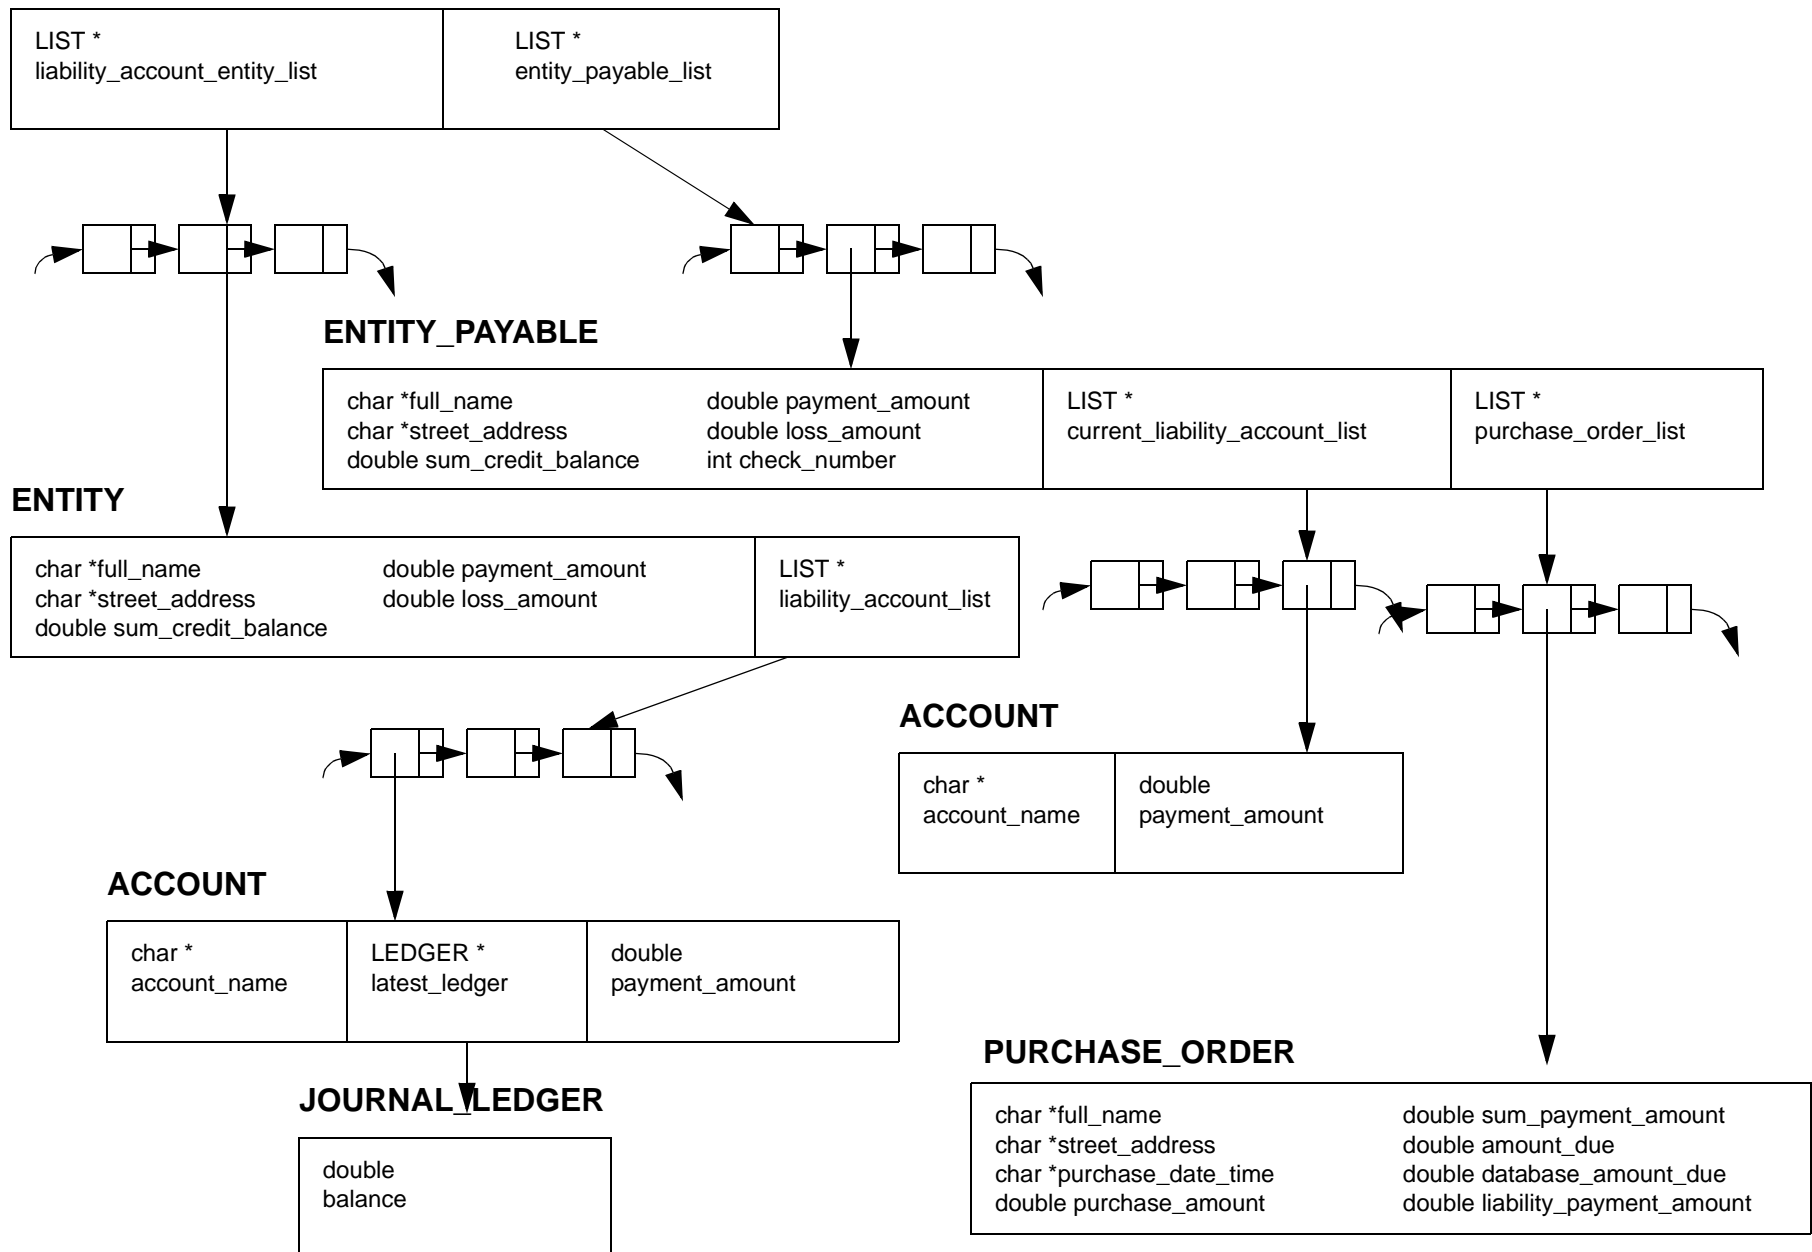 LIST *
liability_account_entity_list
LIST *
entity_payable_list
ENTITY_PAYABLE
char *full_name
char *street_address
double sum_credit_balance
double payment_amount
double loss_amount
int check_number
LIST *
current_liability_account_list
LIST *
purchase_order_list
ENTITY
char *full_name
char *street_address
double sum_credit_balance
double payment_amount
double loss_amount
LIST *
liability_account_list
ACCOUNT
char *
account_name
double
payment_amount
ACCOUNT
char *
account_name
LEDGER *
latest_ledger
double
payment_amount
JOURNAL_LEDGER
double
balance
PURCHASE_ORDER
char *full_name
char *street_address
char *purchase_date_time
double purchase_amount
double sum_payment_amount
double amount_due
double database_amount_due
double liability_payment_amount